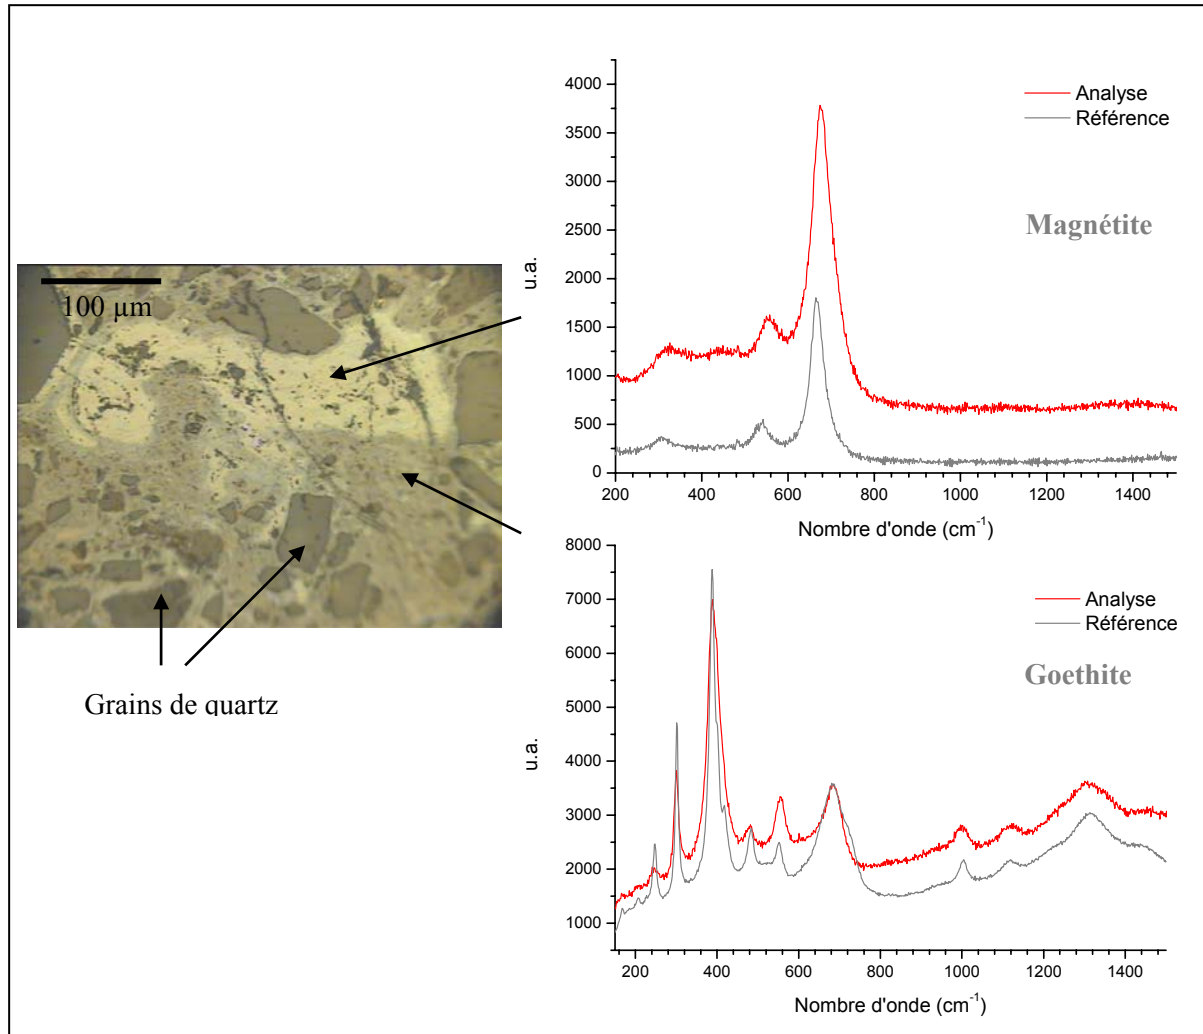 4000
3500
3000
2500
2000
1500
1000
500
0
u.a.
Analyse
Référence
Magnétite
200 400 600 800 1000 1200 1400
Nombre d'onde (cm-1)
100 µm
Grains de quartz
8000
7000
6000
5000
4000
3000
2000
1000
u.a.
Analyse
Référence
Goethite
200 400 600 800 1000 1200 1400
Nombre d'onde (cm-1)